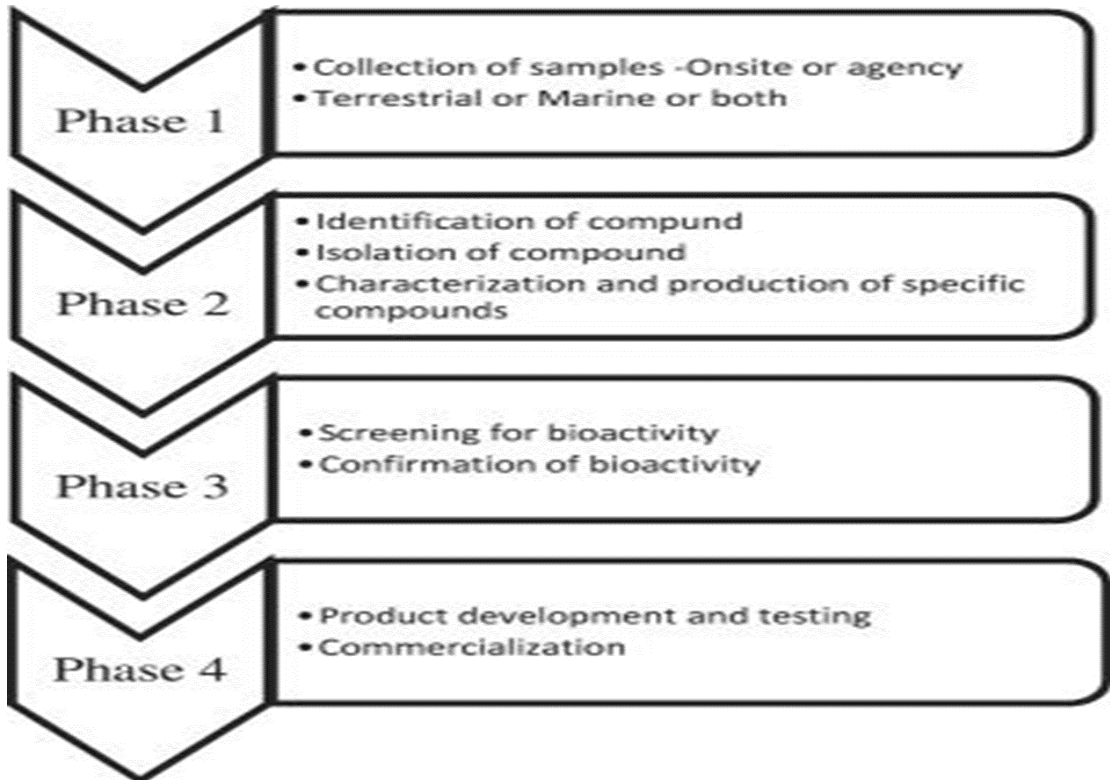 Phase 1
• Collection of samples -Onsite or agency
• Terrestrial or Marine or both
Phase 2
• Identification of compund
• Isolation of compound
• Characterization and production of specific
compounds
Phase 3
• Screening for bioactivity
• Confirmation of bioactivity
Phase 4
• Product development and testing
• Commercialization